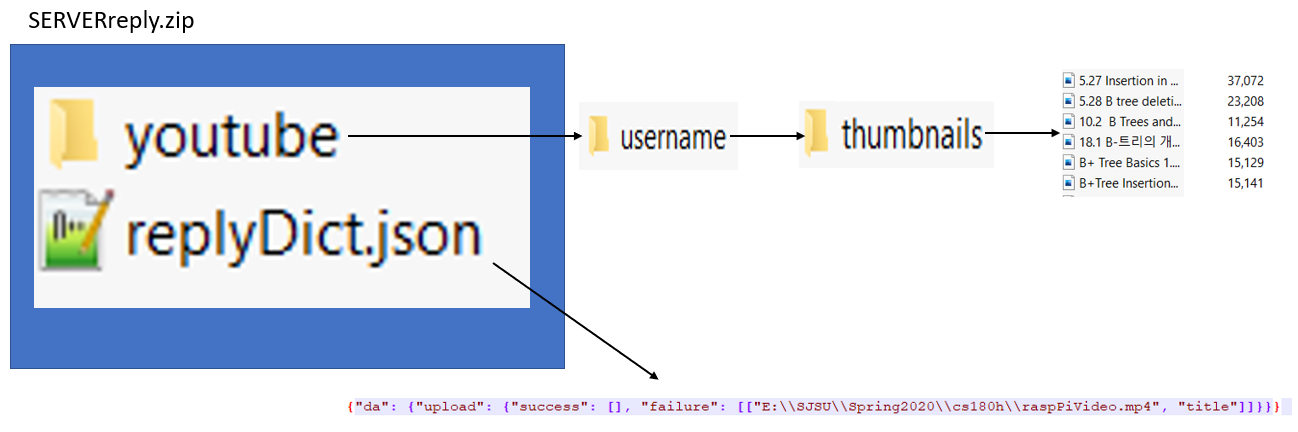 SERVERreply.zip
youtube
username
thumbnails
replyDict.json
5.27 Insertion in ... 37,072
5.28 B tree deleti... 23,208
10.2 B Trees and... 11,254
18.1 B-트리의 개... 16,403
B+ Tree Basics 1.... 15,129
B+Tree Insertion... 15,141
{"da": {"upload": {"success": [], "failure": [["E:\\SJSU\\Spring2020\\cs180h\\raspPiVideo.mp4", "title"]]}}}